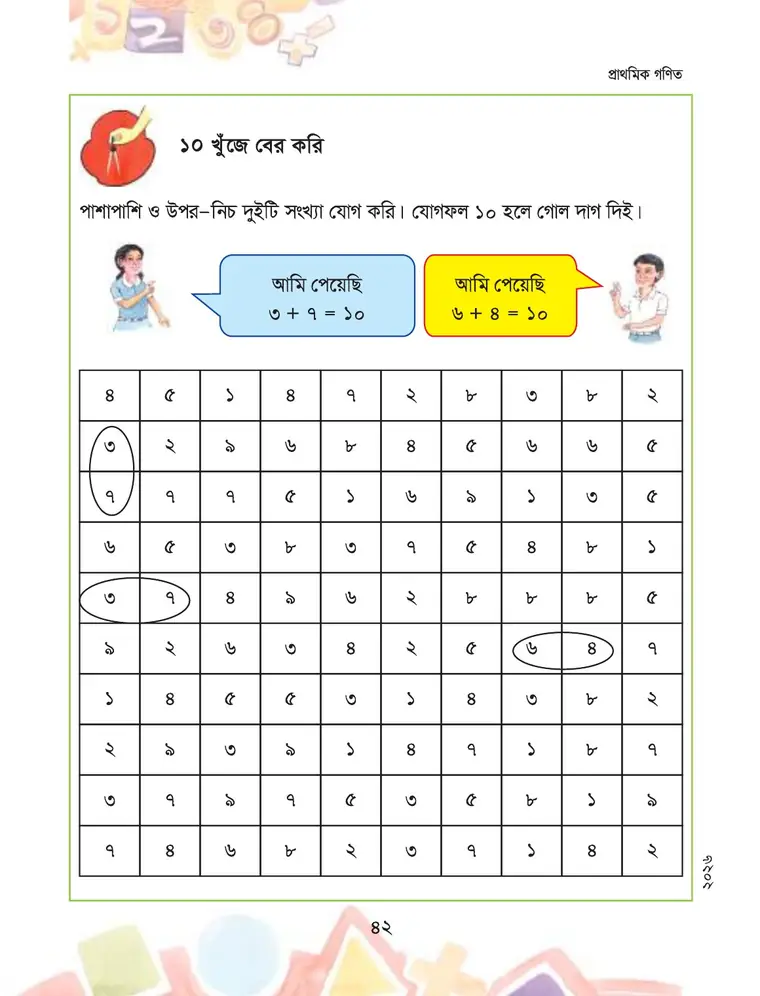 প্রাথমিক গণিত
১০ খুঁজে বের করি
পাশাপাশি ও উপর-নিচ দুইটি সংখ্যা যোগ করি। যোগফল ১০ হলে গোল দাগ দিই।
আমি পেয়েছি
৩ + ৭ = ১০
আমি পেয়েছি
৬ + ৪ = ১০
৪ ৫ ১ ৪ ৭ ২ ৮ ৩ ৮ ২
৩ ২ ৯ ৬ ৮ ৪ ৫ ৬ ৬ ৫
৭ ৭ ৭ ৫ ১ ৬ ৯ ১ ৩ ৫
৬ ৫ ৩ ৮ ৩ ৭ ৫ ৪ ৮ ১
৩ ৭ ৪ ৯ ৬ ২ ৮ ৮ ৮ ৫
৯ ২ ৬ ৩ ৪ ২ ৫ ৬ ৪ ৭
১ ৪ ৫ ৫ ৩ ১ ৪ ৩ ৮ ২
২ ৯ ৩ ৯ ১ ৪ ৭ ১ ৮ ৭
৩ ৭ ৯ ৭ ৫ ৩ ৫ ৮ ১ ৯
৭ ৪ ৬ ৮ ২ ৩ ৭ ১ ৪ ২
২০২৬
৪২